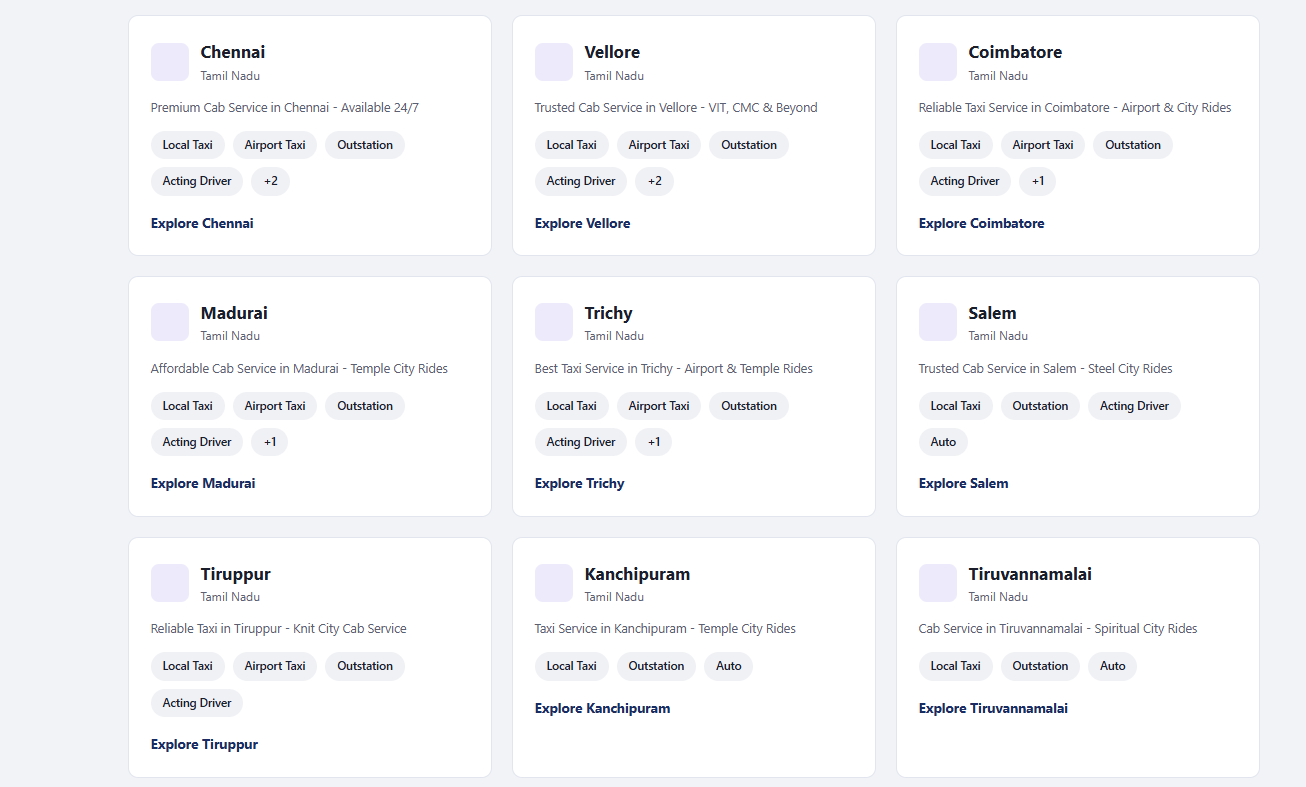 Chennai
Tamil Nadu
Premium Cab Service in Chennai - Available 24/7
Local Taxi
Airport Taxi
Outstation
Acting Driver
+2
Explore Chennai
Vellore
Tamil Nadu
Trusted Cab Service in Vellore - VIT, CMC & Beyond
Local Taxi
Airport Taxi
Outstation
Acting Driver
+2
Explore Vellore
Coimbatore
Tamil Nadu
Reliable Taxi Service in Coimbatore - Airport & City Rides
Local Taxi
Airport Taxi
Outstation
Acting Driver
+1
Explore Coimbatore
Madurai
Tamil Nadu
Affordable Cab Service in Madurai - Temple City Rides
Local Taxi
Airport Taxi
Outstation
Acting Driver
+1
Explore Madurai
Trichy
Tamil Nadu
Best Taxi Service in Trichy - Airport & Temple Rides
Local Taxi
Airport Taxi
Outstation
Acting Driver
+1
Explore Trichy
Salem
Tamil Nadu
Trusted Cab Service in Salem - Steel City Rides
Local Taxi
Outstation
Acting Driver
Auto
Explore Salem
Tiruppur
Tamil Nadu
Reliable Taxi in Tiruppur - Knit City Cab Service
Local Taxi
Airport Taxi
Outstation
Acting Driver
Explore Tiruppur
Kanchipuram
Tamil Nadu
Taxi Service in Kanchipuram - Temple City Rides
Local Taxi
Outstation
Auto
Explore Kanchipuram
Tiruvannamalai
Tamil Nadu
Cab Service in Tiruvannamalai - Spiritual City Rides
Local Taxi
Outstation
Auto
Explore Tiruvannamalai